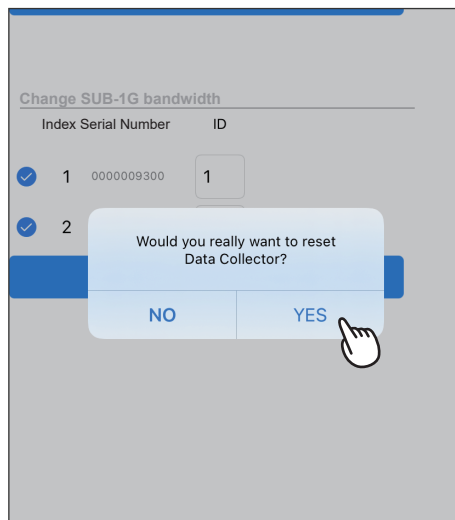 Change SUB-1G bandwidth
Index Serial Number ID
1 0000009300 1
2
Would you really want to reset
Data Collector?
NO YES